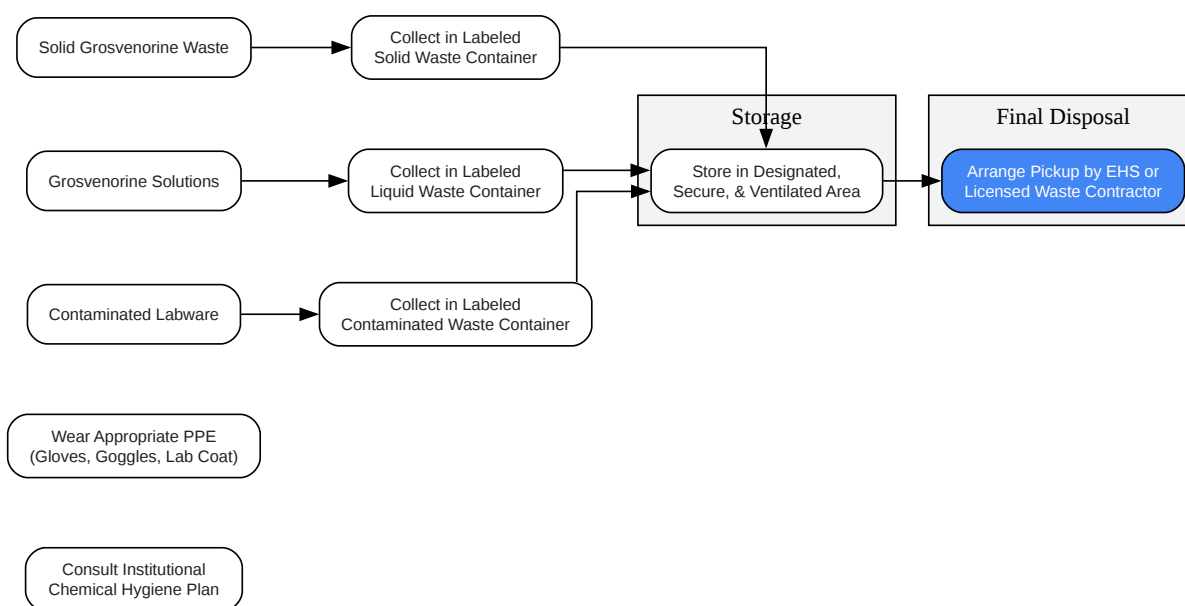 Solid Grosvenorine Waste
Collect in Labeled
Solid Waste Container
Storage
Final Disposal
Grosvenorine Solutions
Collect in Labeled
Liquid Waste Container
Store in Designated,
Secure, & Ventilated Area
Arrange Pickup by EHS or
Licensed Waste Contractor
Contaminated Labware
Collect in Labeled
Contaminated Waste Container
Wear Appropriate PPE
(Gloves, Goggles, Lab Coat)
Consult Institutional
Chemical Hygiene Plan